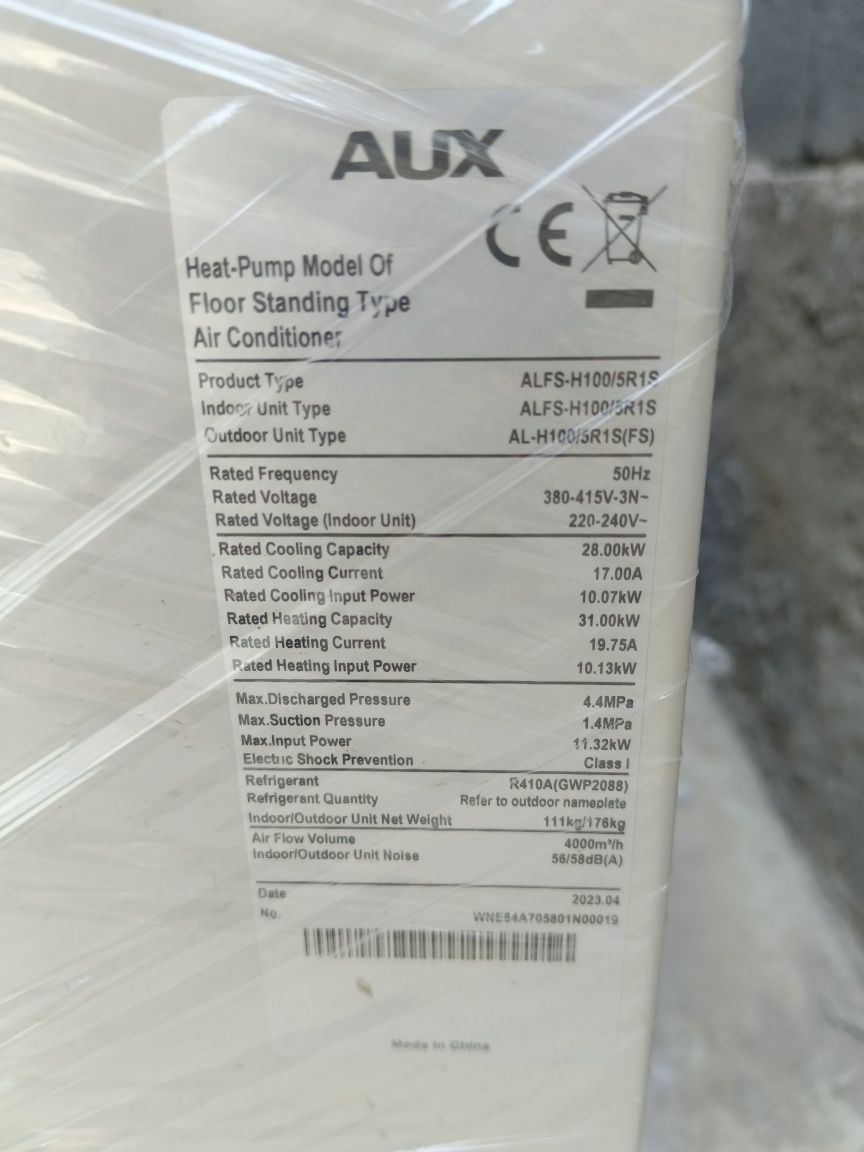 AUX
CE
Heat-Pump Model Of
Floor Standing Type
Air Conditioner
Product Type ALFS-H100/5R1S
Indoor Unit Type ALFS-H100/5R1S
Outdoor Unit Type AL-H100/5R1S(FS)
Rated Frequency 50Hz
Rated Voltage 380-415V-3N~
Rated Voltage (Indoor Unit) 220-240V~
Rated Cooling Capacity 28.00kW
Rated Cooling Current 17.00A
Rated Cooling Input Power 10.07kW
Rated Heating Capacity 31.00kW
Rated Heating Current 19.75A
Rated Heating Input Power 10.13kW
Max.Discharged Pressure 4.4MPa
Max.Suction Pressure 1.4MPa
Max.Input Power 11.32kW
Electric Shock Prevention Class I
Refrigerant R410A(GWP2088)
Refrigerant Quantity Refer to outdoor nameplate
Indoor/Outdoor Unit Net Weight 111kg/176kg
Air Flow Volume 4000m³/h
Indoor/Outdoor Unit Noise 56/58dB(A)
Date 2023.04
No. WNE54A705801N00019
Made In China